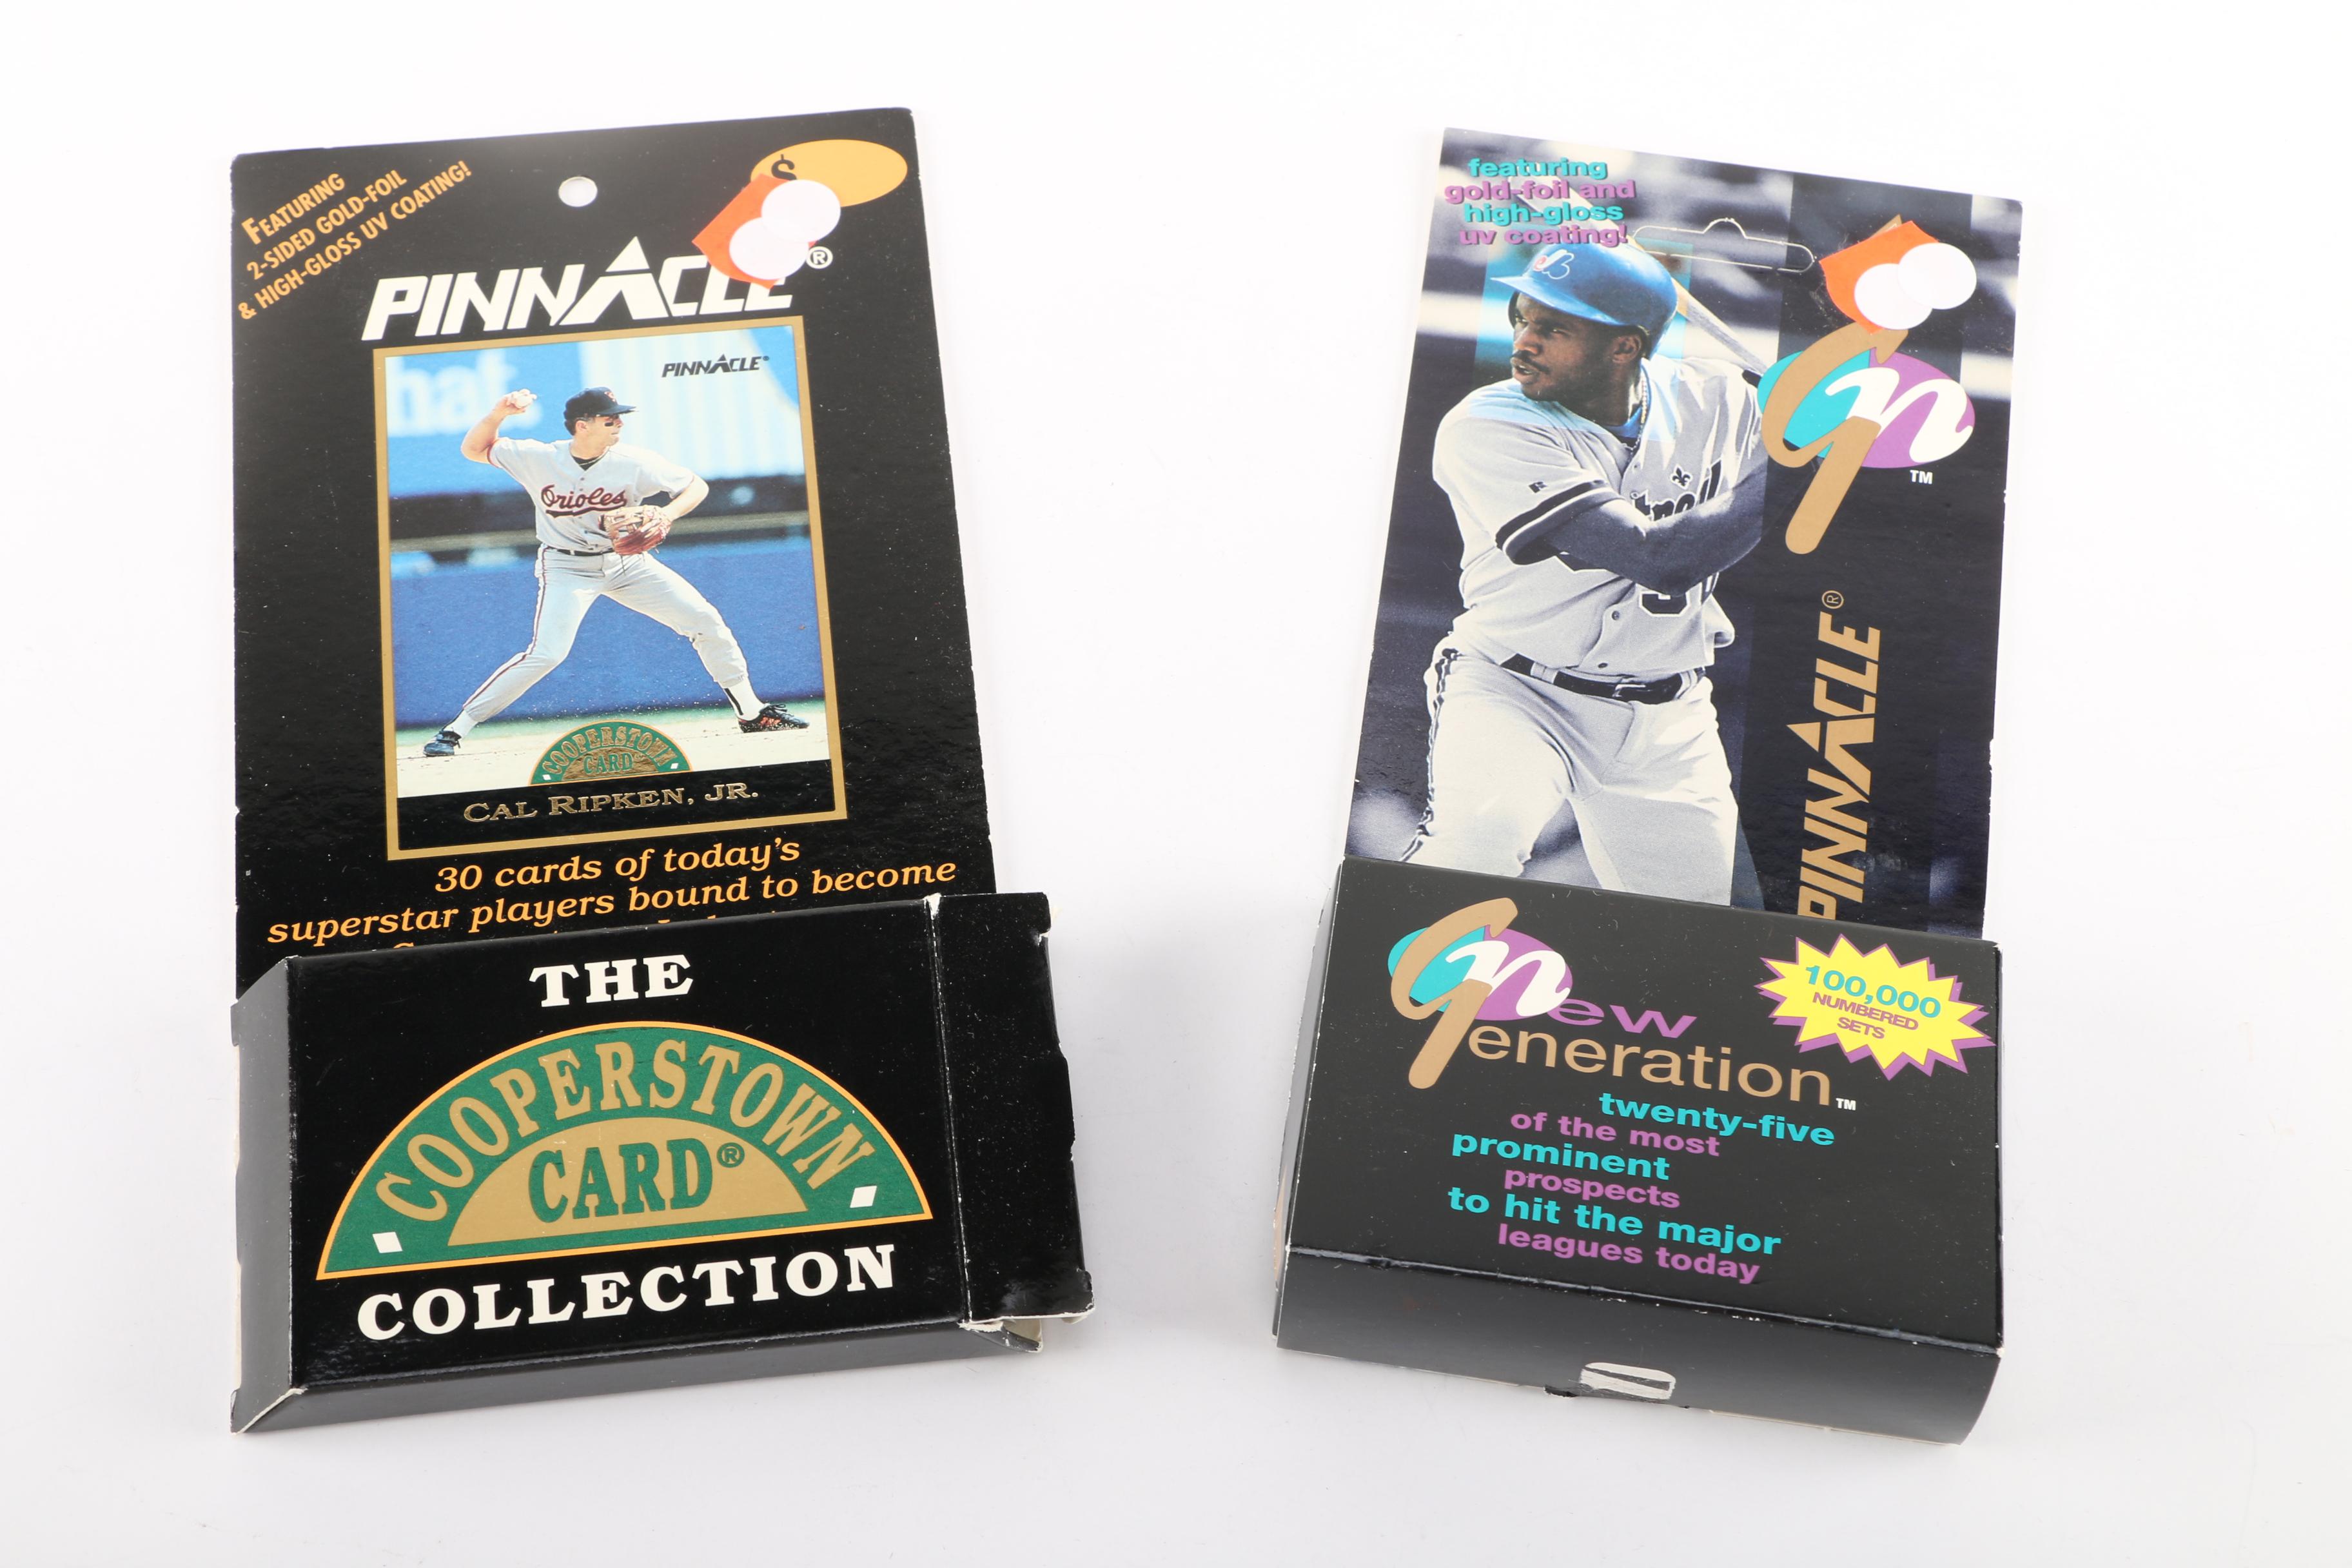 FEATURING
2-SIDED GOLD-FOIL
& HIGH-GLOSS UV COATING!
$
PINNACLE®
hat
PINNACLE®
Orioles
COOPERSTOWN
CARD
CAL RIPKEN, JR.
30 cards of today's
superstar players bound to become
THE
COOPERSTOWN
CARD®
COLLECTION
featuring
gold-foil and
high-gloss
uv coating!
Gn
TM
PINNACLE®
new
Generation™
100,000
NUMBERED
SETS
twenty-five
of the most
prominent
prospects
to hit the major
leagues today